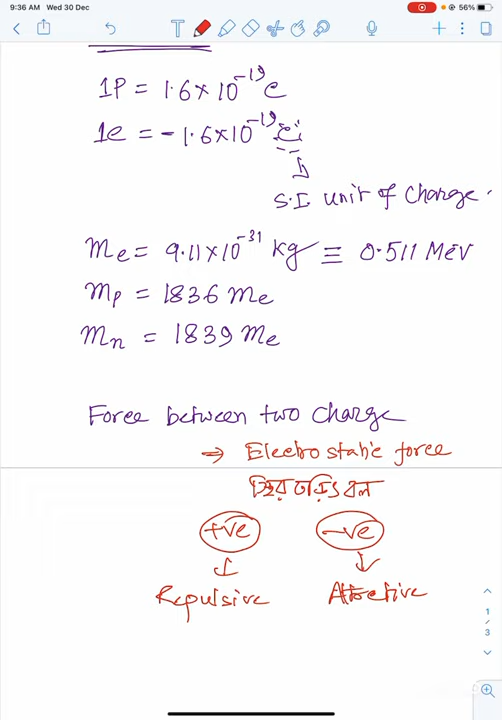 9:36 AM Wed 30 Dec
56%
1P = 1.6×10⁻¹⁹ C
1e = -1.6×10⁻¹⁹ C
S.I unit of Charge.
Me = 9.11×10⁻³¹ kg ≡ 0.511 MeV
Mp = 1836 Me
Mn = 1839 Me
Force between two Charge
⇒ Electrostatic force
স্থির তড়িৎ বল
+ve -ve
Repulsive Attractive
1
/
3